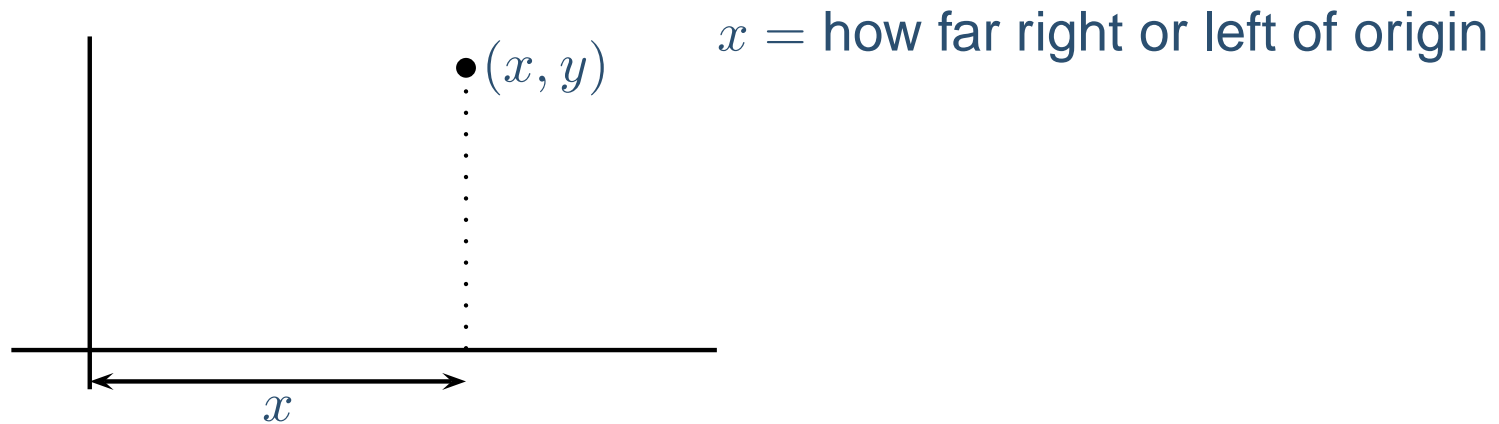 x = how far right or left of origin
(x, y)
x